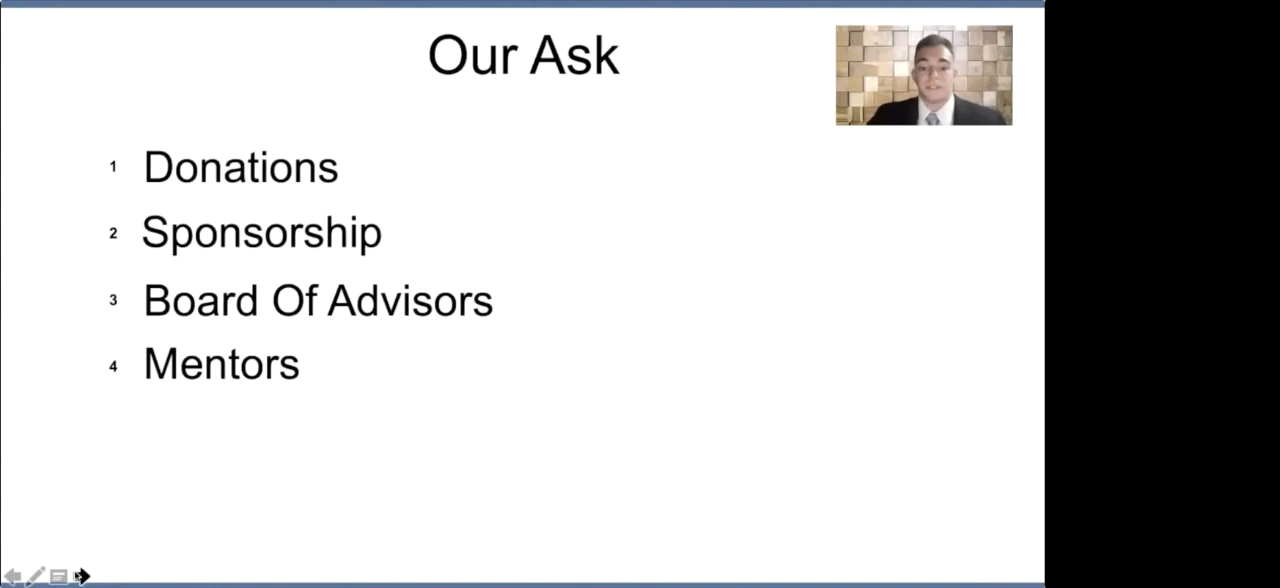 Our Ask
1 Donations
2 Sponsorship
3 Board Of Advisors
4 Mentors